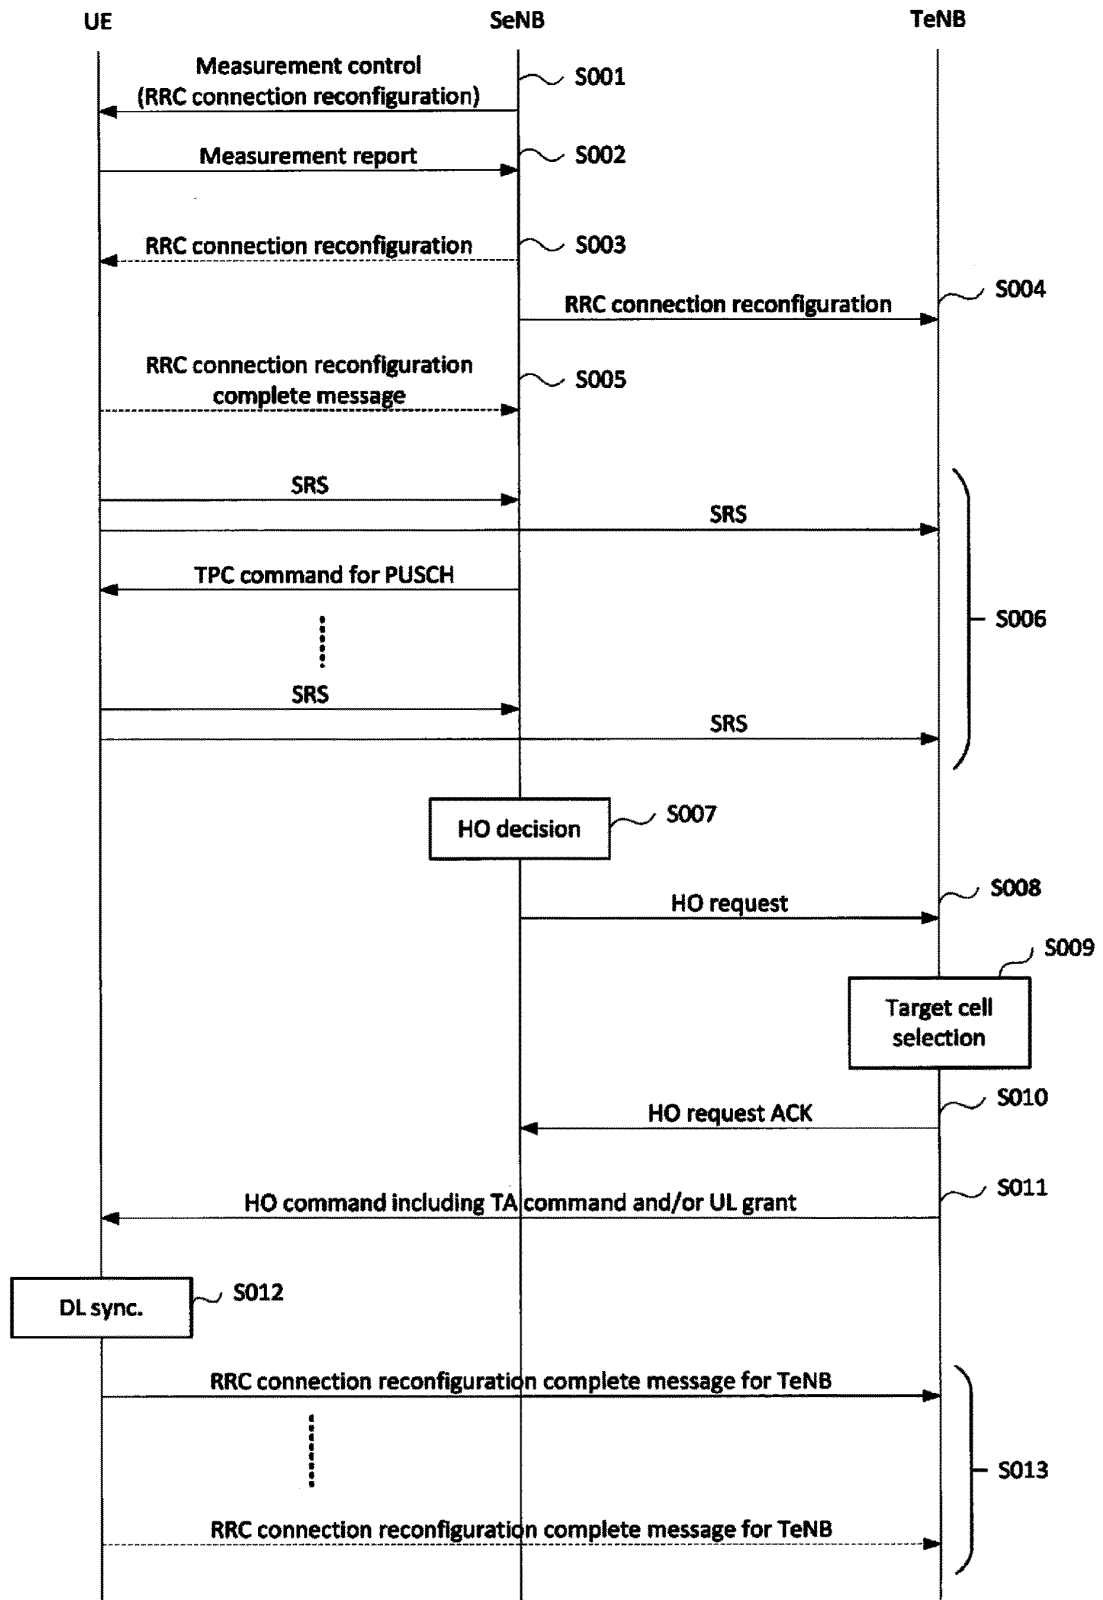 UE
SeNB
TeNB
Measurement control
(RRC connection reconfiguration)
S001
Measurement report
S002
RRC connection reconfiguration
S003
RRC connection reconfiguration
S004
RRC connection reconfiguration
complete message
S005
SRS
SRS
TPC command for PUSCH
S006
SRS
SRS
HO decision
S007
HO request
S008
S009
Target cell
selection
HO request ACK
S010
HO command including TA command and/or UL grant
S011
DL sync.
S012
RRC connection reconfiguration complete message for TeNB
S013
RRC connection reconfiguration complete message for TeNB